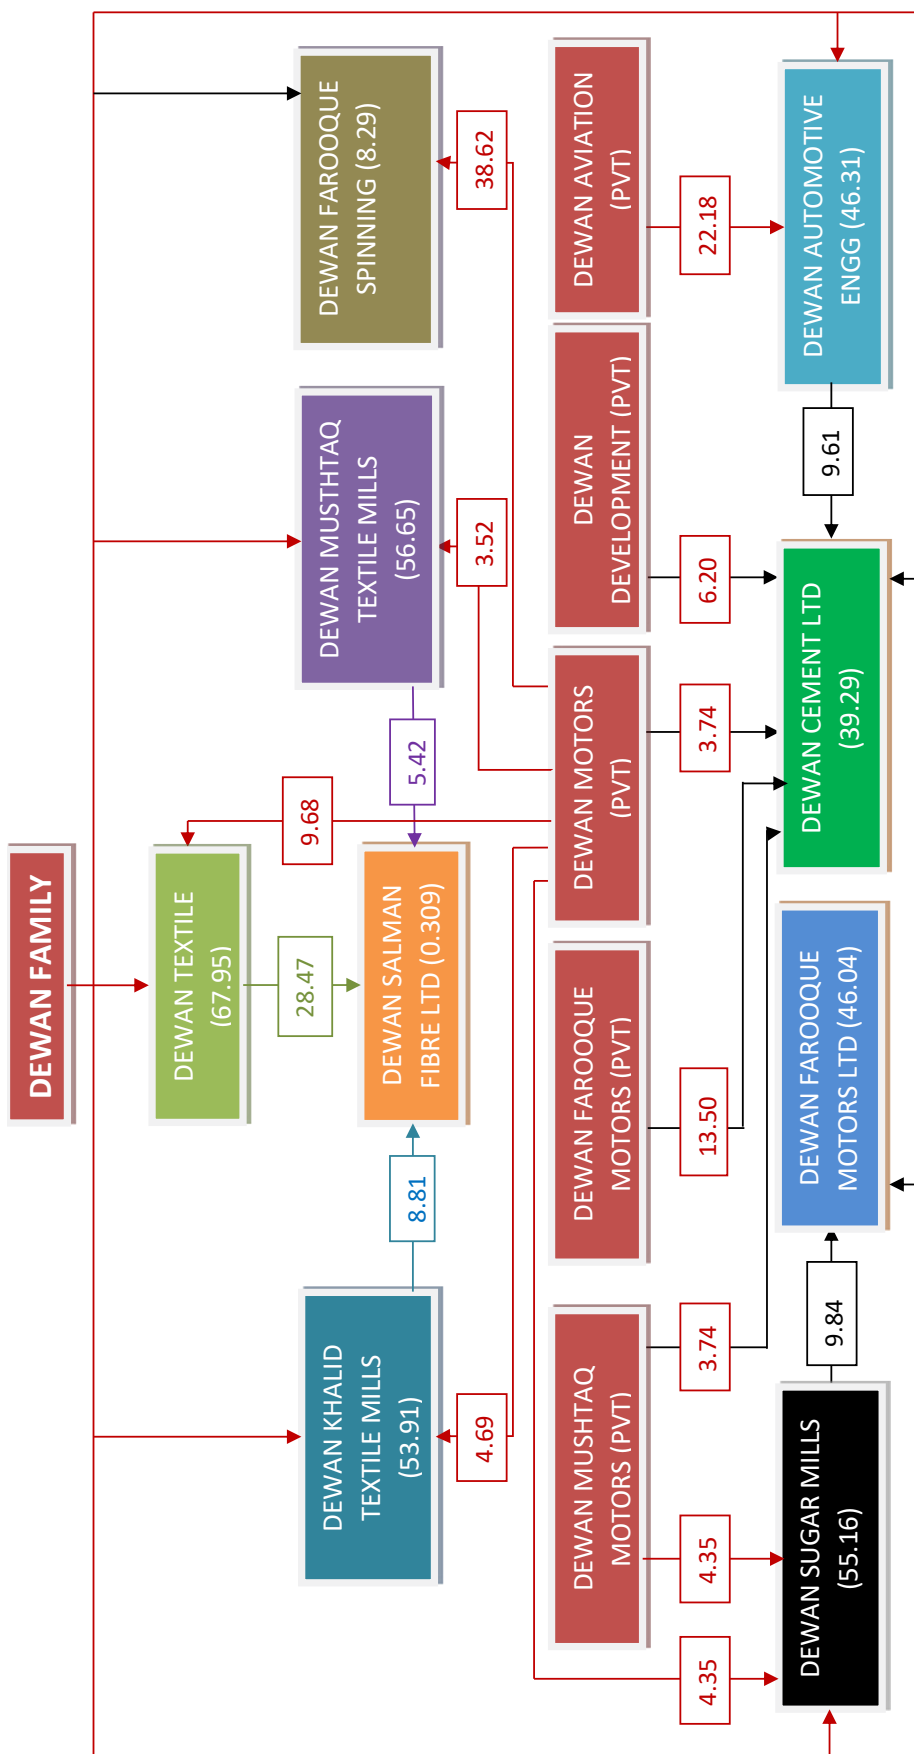 DEWAN FAMILY
DEWAN TEXTILE
(67.95)
9.68
28.47
DEWAN KHALID
TEXTILE MILLS
(53.91)
8.81
DEWAN SALMAN
FIBRE LTD (0.309)
5.42
DEWAN MUSTHTAQ
TEXTILE MILLS
(56.65)
DEWAN FAROOQUE
SPINNING (8.29)
4.69
3.52
38.62
DEWAN MUSHTAQ
MOTORS (PVT)
DEWAN FAROOQUE
MOTORS (PVT)
DEWAN MOTORS
(PVT)
DEWAN
DEVELOPMENT (PVT)
DEWAN AVIATION
(PVT)
4.35
4.35
3.74
13.50
3.74
6.20
22.18
DEWAN SUGAR MILLS
(55.16)
9.84
DEWAN FAROOQUE
MOTORS LTD (46.04)
DEWAN CEMENT LTD
(39.29)
9.61
DEWAN AUTOMOTIVE
ENGG (46.31)